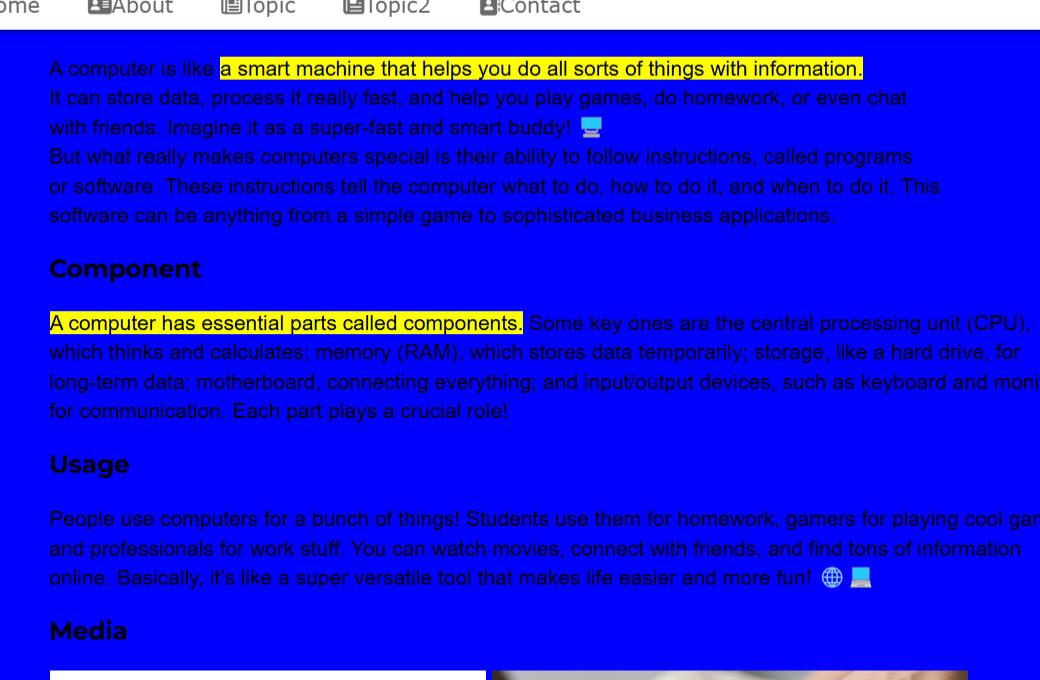 ome About Topic Topic2 Contact
A computer is like a smart machine that helps you do all sorts of things with information.
It can store data, process it really fast, and help you play games, do homework, or even chat
with friends. Imagine it as a super-fast and smart buddy!
But what really makes computers special is their ability to follow instructions, called programs
or software. These instructions tell the computer what to do, how to do it, and when to do it. This
software can be anything from a simple game to sophisticated business applications.
Component
A computer has essential parts called components. Some key ones are the central processing unit (CPU),
which thinks and calculates; memory (RAM), which stores data temporarily; storage, like a hard drive, for
long-term data; motherboard, connecting everything; and input/output devices, such as keyboard and moni
for communication. Each part plays a crucial role!
Usage
People use computers for a bunch of things! Students use them for homework, gamers for playing cool gar
and professionals for work stuff. You can watch movies, connect with friends, and find tons of information
online. Basically, it's like a super versatile tool that makes life easier and more fun!
Media